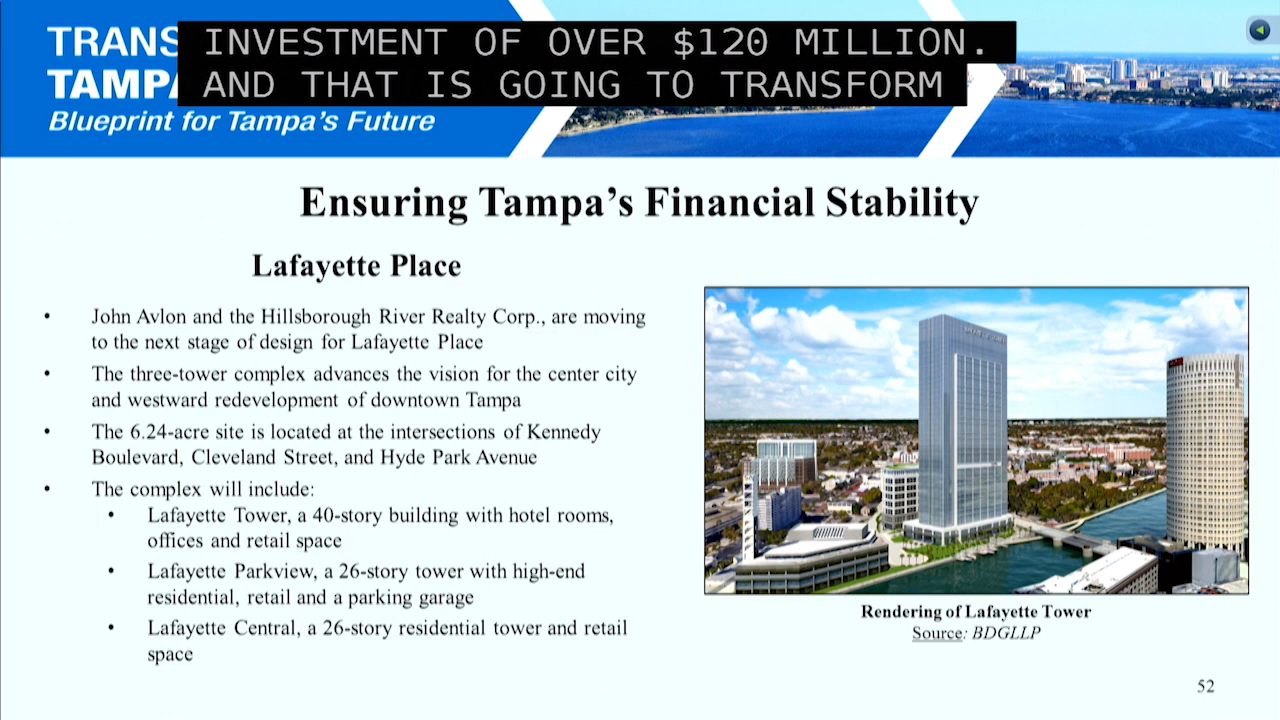 TRANS
INVESTMENT OF OVER $120 MILLION.
TAMPA
AND THAT IS GOING TO TRANSFORM
Blueprint for Tampa's Future
Ensuring Tampa's Financial Stability
Lafayette Place
• John Avlon and the Hillsborough River Realty Corp., are moving
to the next stage of design for Lafayette Place
• The three-tower complex advances the vision for the center city
and westward redevelopment of downtown Tampa
• The 6.24-acre site is located at the intersections of Kennedy
Boulevard, Cleveland Street, and Hyde Park Avenue
• The complex will include:
• Lafayette Tower, a 40-story building with hotel rooms,
offices and retail space
• Lafayette Parkview, a 26-story tower with high-end
residential, retail and a parking garage
• Lafayette Central, a 26-story residential tower and retail
space
Rendering of Lafayette Tower
Source: BDGLLP
52